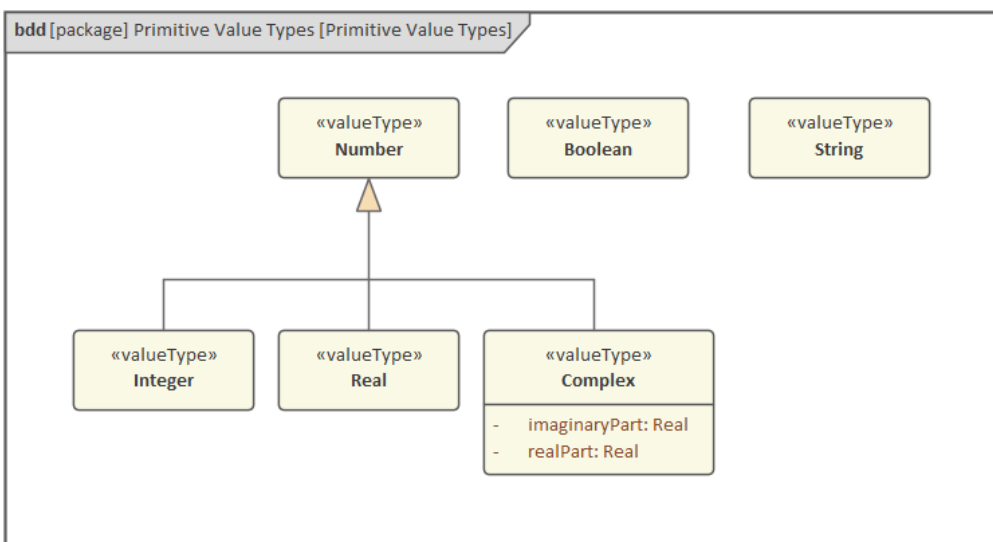 bdd [package] Primitive Value Types [Primitive Value Types]
«valueType»
Number
«valueType»
Boolean
«valueType»
String
«valueType»
Integer
«valueType»
Real
«valueType»
Complex
- imaginaryPart: Real
- realPart: Real